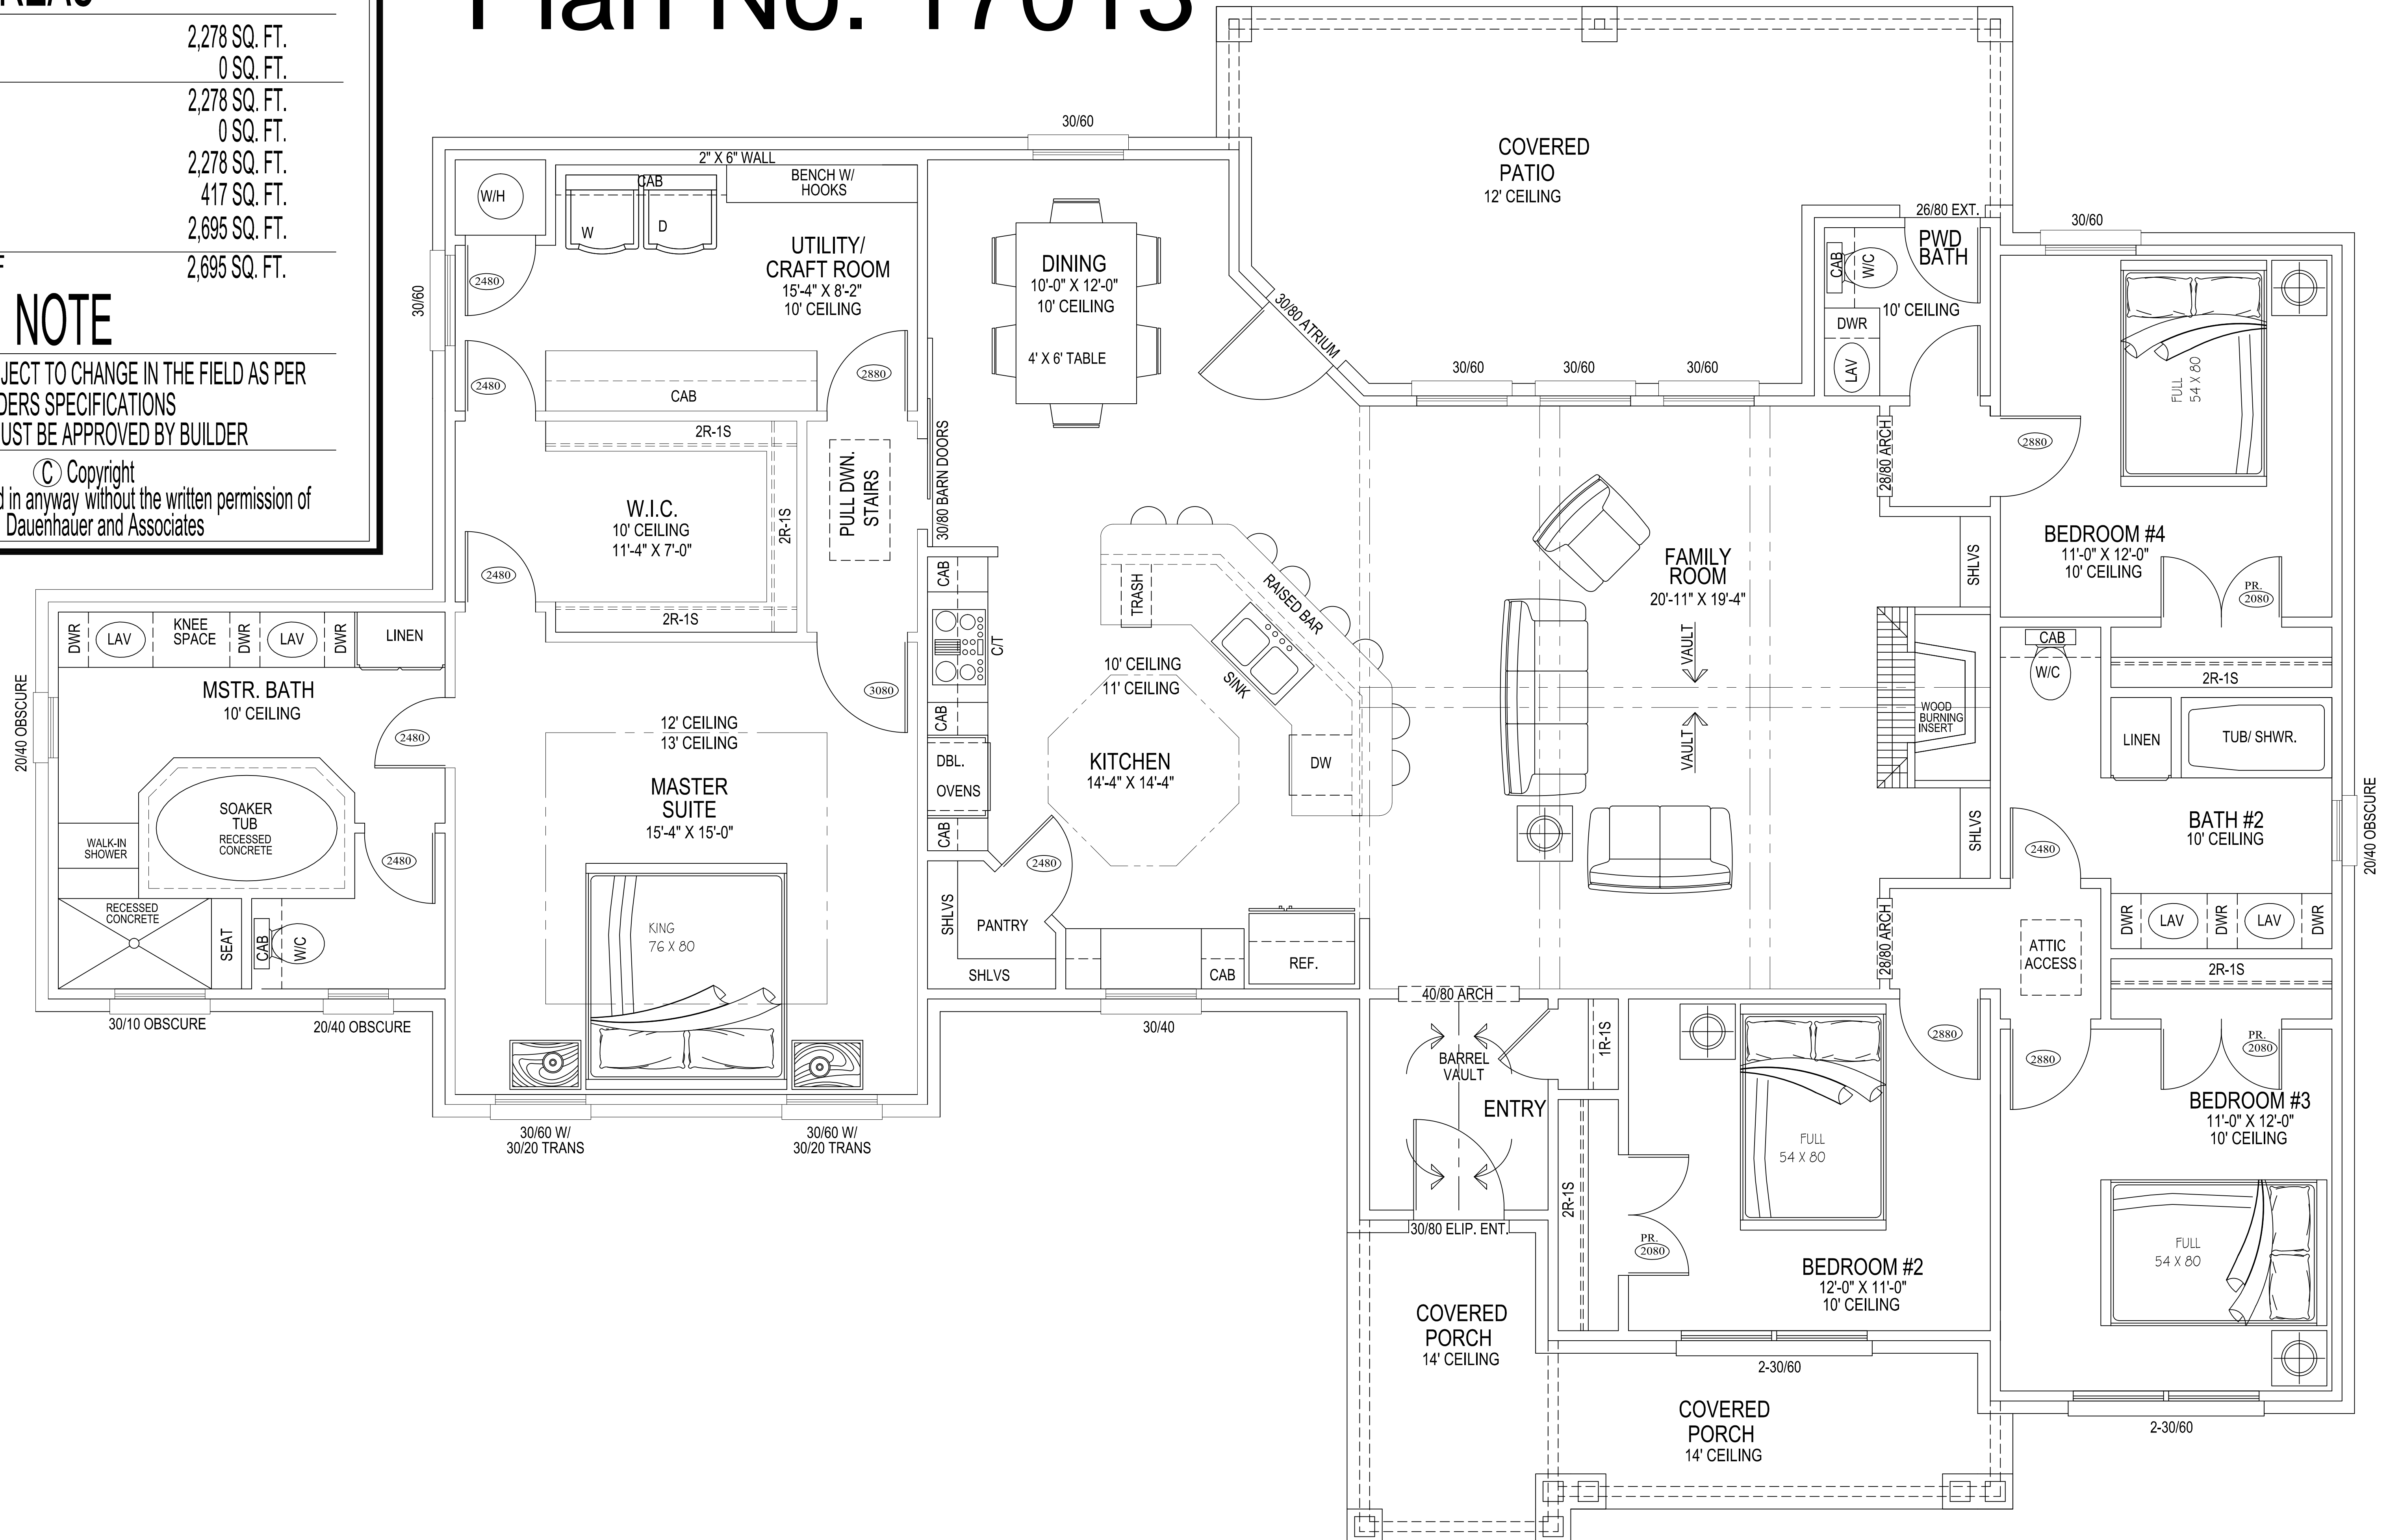 Plan No. 17013
2,278 SQ. FT.
0 SQ. FT.
2,278 SQ. FT.
0 SQ. FT.
2,278 SQ. FT.
417 SQ. FT.
2,695 SQ. FT.
2,695 SQ. FT.
NOTE
TO CHANGE IN THE FIELD AS PER
SPECIFICATIONS
BE APPROVED BY BUILDER
© Copyright
in anyway without the written permission of
Dauenhauer and Associates
30/60
2" X 6" WALL
W/H
CAB
W
D
BENCH W/
HOOKS
UTILITY/
CRAFT ROOM
15'-4" X 8'-2"
10' CEILING
2480
30/60
2480
CAB
2880
2R-1S
W.I.C.
10' CEILING
11'-4" X 7'-0"
2R-1S
2R-1S
2480
PULL DWN.
STAIRS
30/80 BARN DOORS
3080
DINING
10'-0" X 12'-0"
10' CEILING
4' X 6' TABLE
30/80 ATRIUM
COVERED
PATIO
12' CEILING
30/60
30/60
30/60
26/80 EXT.
PWD
BATH
CAB
W/C
10' CEILING
DWR
LAV
30/60
FULL
54 X 80
28/80 ARCH
2880
BEDROOM #4
11'-0" X 12'-0"
10' CEILING
PR.
2080
2R-1S
SHLVS
FAMILY
ROOM
20'-11" X 19'-4"
VAULT
VAULT
WOOD
BURNING
INSERT
SHLVS
CAB
W/C
LINEN
TUB/ SHWR.
BATH #2
10' CEILING
20/40 OBSCURE
2480
DWR
LAV
DWR
LAV
DWR
28/80 ARCH
ATTIC
ACCESS
2R-1S
PR.
2080
2880
2880
BEDROOM #3
11'-0" X 12'-0"
10' CEILING
FULL
54 X 80
2-30/60
DWR
LAV
KNEE
SPACE
DWR
LAV
DWR
LINEN
MSTR. BATH
10' CEILING
20/40 OBSCURE
2480
SOAKER
TUB
RECESSED
CONCRETE
WALK-IN
SHOWER
2480
RECESSED
CONCRETE
SEAT
CAB
W/C
30/10 OBSCURE
20/40 OBSCURE
12' CEILING
13' CEILING
MASTER
SUITE
15'-4" X 15'-0"
KING
76 X 80
30/60 W/
30/20 TRANS
30/60 W/
30/20 TRANS
CAB
C/T
CAB
DBL.
OVENS
CAB
TRASH
RAISED BAR
SINK
10' CEILING
11' CEILING
KITCHEN
14'-4" X 14'-4"
DW
2480
SHLVS
PANTRY
SHLVS
CAB
REF.
30/40
40/80 ARCH
BARREL
VAULT
ENTRY
1R-1S
2R-1S
30/80 ELIP. ENT.
PR.
2080
FULL
54 X 80
BEDROOM #2
12'-0" X 11'-0"
10' CEILING
2-30/60
COVERED
PORCH
14' CEILING
COVERED
PORCH
14' CEILING